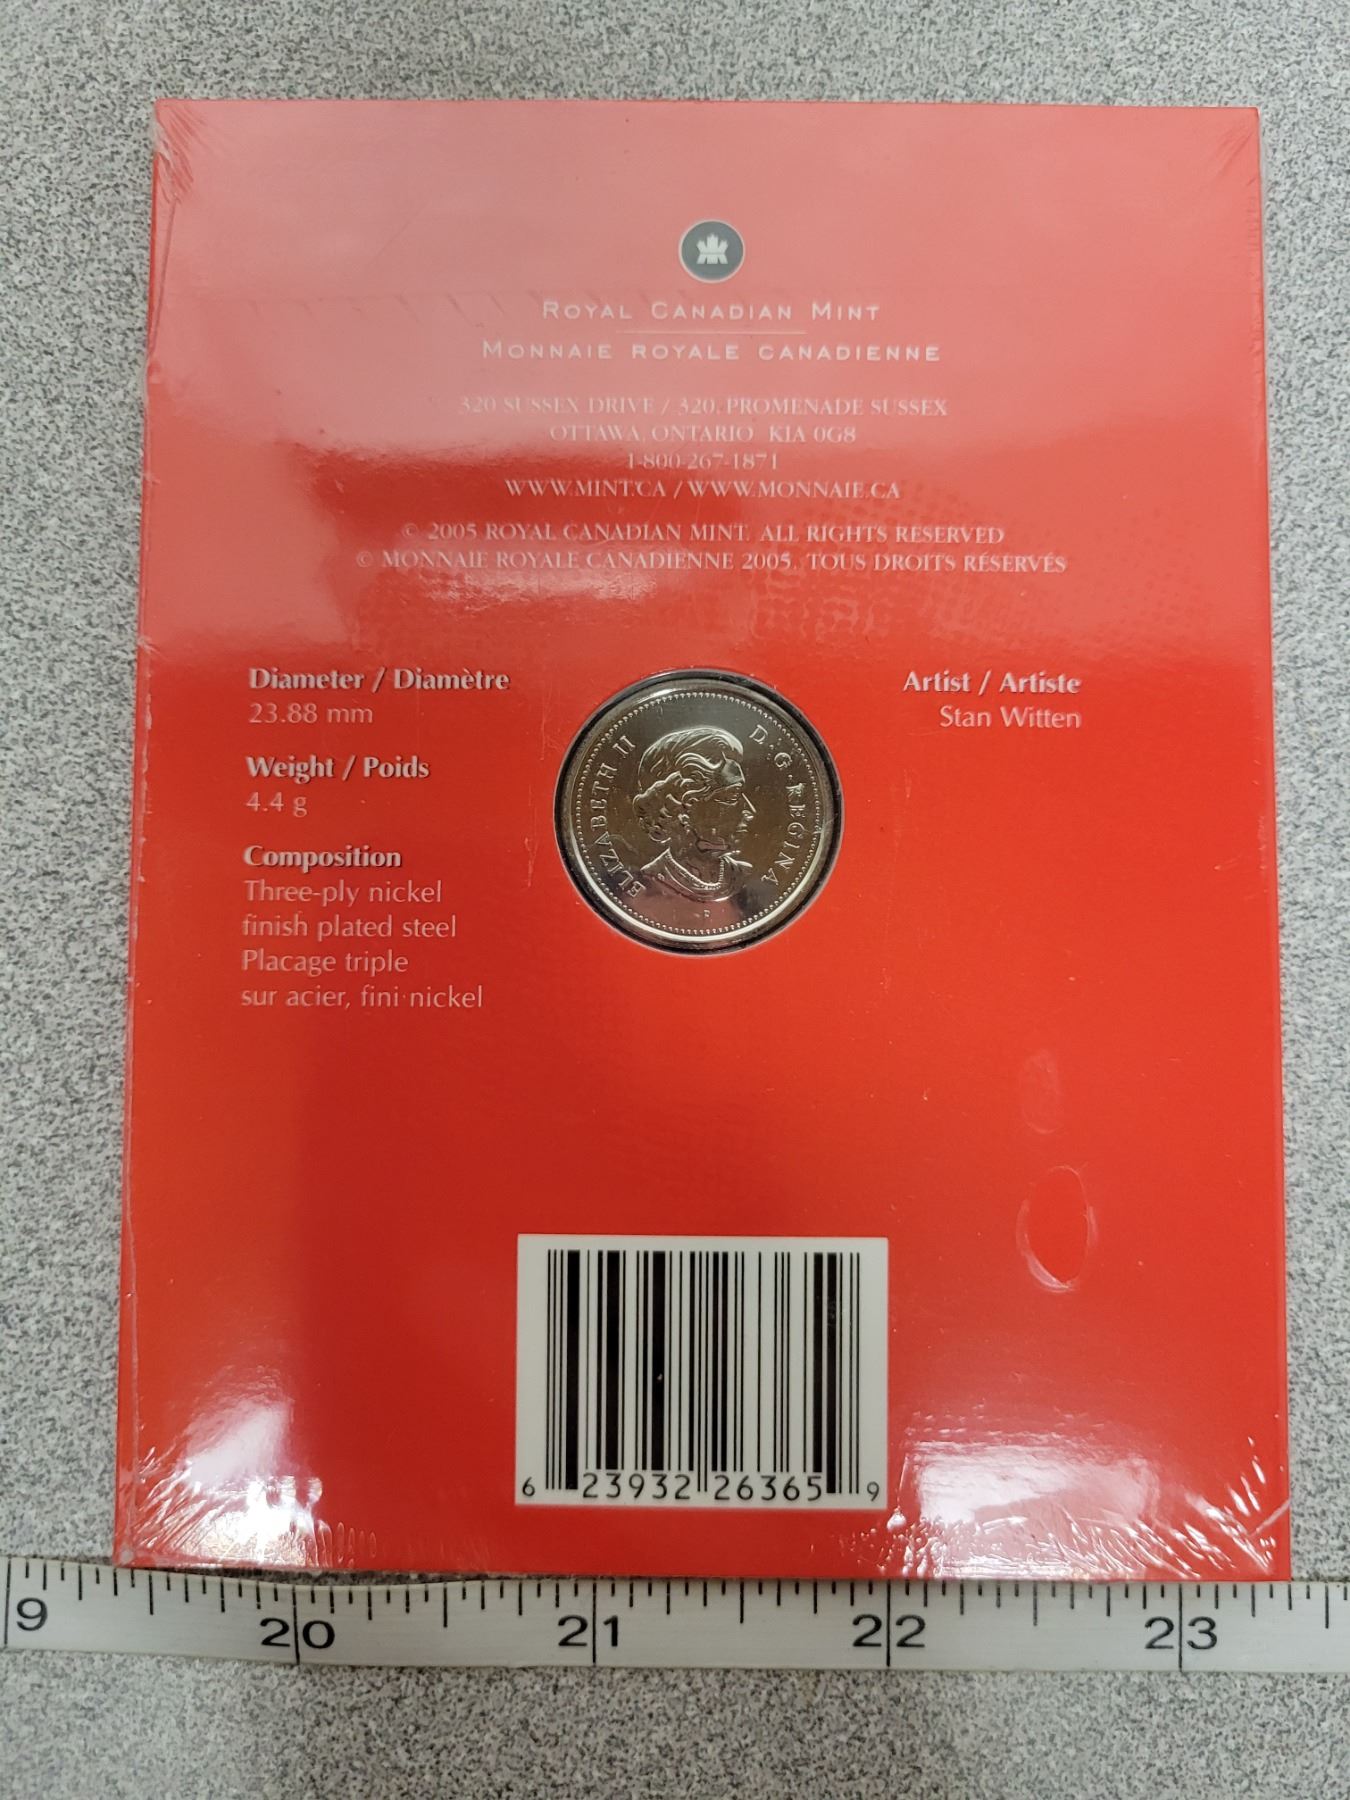 ROYAL CANADIAN MINT
MONNAIE ROYALE CANADIENNE
320 SUSSEX DRIVE / 320, PROMENADE SUSSEX
OTTAWA, ONTARIO KIA 0G8
1-800-267-1871
WWW.MINT.CA / WWW.MONNAIE.CA
© 2005 ROYAL CANADIAN MINT. ALL RIGHTS RESERVED
© MONNAIE ROYALE CANADIENNE 2005. TOUS DROITS RÉSERVÉS
Diameter / Diamètre
23.88 mm
Weight / Poids
4.4 g
Composition
Three-ply nickel
finish plated steel
Placage triple
sur acier, fini nickel
ELIZABETH II D·G·REGINA
P
Artist / Artiste
Stan Witten
6 23932 26365 9
9 20 21 22 23